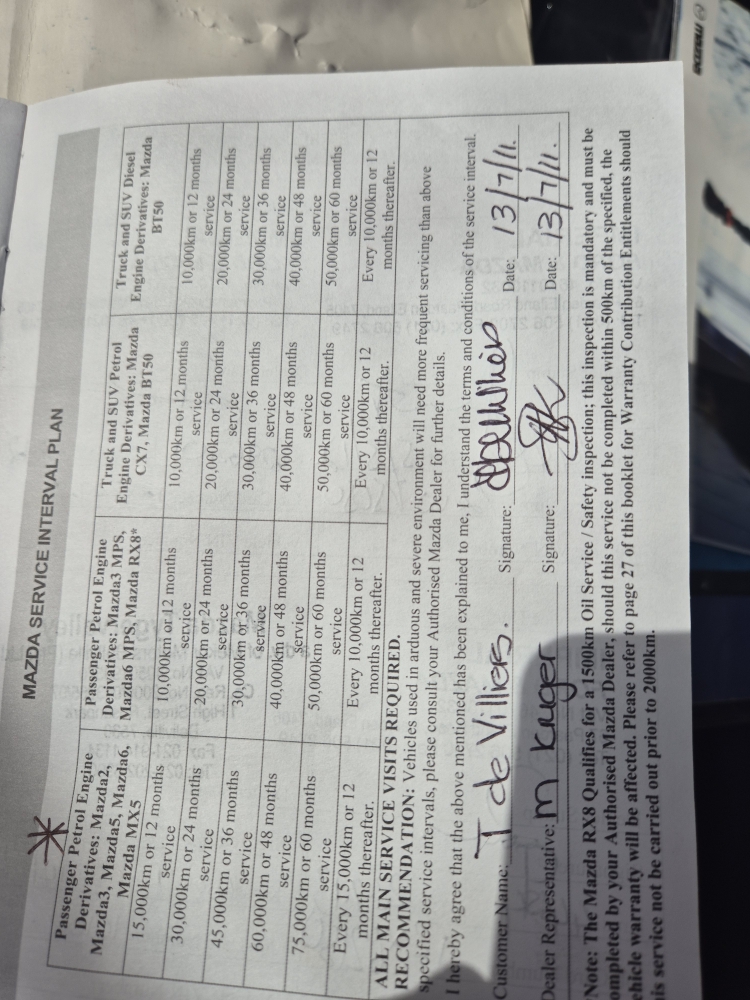 MAZDA SERVICE INTERVAL PLAN
Passenger Petrol Engine
Derivatives: Mazda2,
Mazda3, Mazda5, Mazda6,
Mazda MX5
15,000km or 12 months
service
30,000km or 24 months
service
45,000km or 36 months
service
60,000km or 48 months
service
75,000km or 60 months
service
Every 15,000km or 12
months thereafter.
Passenger Petrol Engine
Derivatives: Mazda3 MPS,
Mazda6 MPS, Mazda RX8*
10,000km or 12 months
service
20,000km or 24 months
service
30,000km or 36 months
service
40,000km or 48 months
service
50,000km or 60 months
service
Every 10,000km or 12
months thereafter.
Truck and SUV Petrol
Engine Derivatives: Mazda
CX7, Mazda BT50
10,000km or 12 months
service
20,000km or 24 months
service
30,000km or 36 months
service
40,000km or 48 months
service
50,000km or 60 months
service
Every 10,000km or 12
months thereafter.
Truck and SUV Diesel
Engine Derivatives: Mazda
BT50
10,000km or 12 months
service
20,000km or 24 months
service
30,000km or 36 months
service
40,000km or 48 months
service
50,000km or 60 months
service
Every 10,000km or 12
months thereafter.
ALL MAIN SERVICE VISITS REQUIRED.
RECOMMENDATION: Vehicles used in arduous and severe environment will need more frequent servicing than above
specified service intervals, please consult your Authorised Mazda Dealer for further details.
I hereby agree that the above mentioned has been explained to me, I understand the terms and conditions of the service interval.
Customer Name: T de Villiers. Signature: Date: 13/7/11.
Dealer Representative: M Kruger Signature: Date: 13/7/11.
Note: The Mazda RX8 Qualifies for a 1500km Oil Service / Safety inspection; this inspection is mandatory and must be
ompleted by your Authorised Mazda Dealer, should this service not be completed within 500km of the specified, the
ehicle warranty will be affected. Please refer to page 27 of this booklet for Warranty Contribution Entitlements should
is service not be carried out prior to 2000km.
mazda